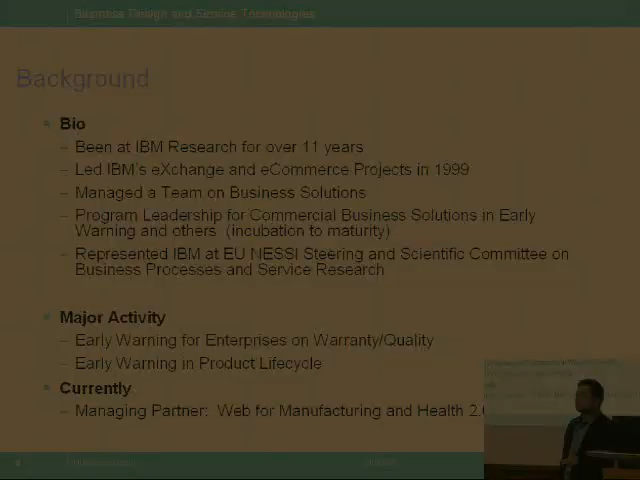 Business Design and Service Technologies
Background
Bio
– Been at IBM Research for over 11 years
– Led IBM's eXchange and eCommerce Projects in 1999
– Managed a Team on Business Solutions
– Program Leadership for Commercial Business Solutions in Early
Warning and others (incubation to maturity)
– Represented IBM at EU NESSI Steering and Scientific Committee on
Business Processes and Service Research
Major Activity
– Early Warning for Enterprises on Warranty/Quality
– Early Warning in Product Lifecycle
Currently
– Managing Partner: Web for Manufacturing and Health 2.